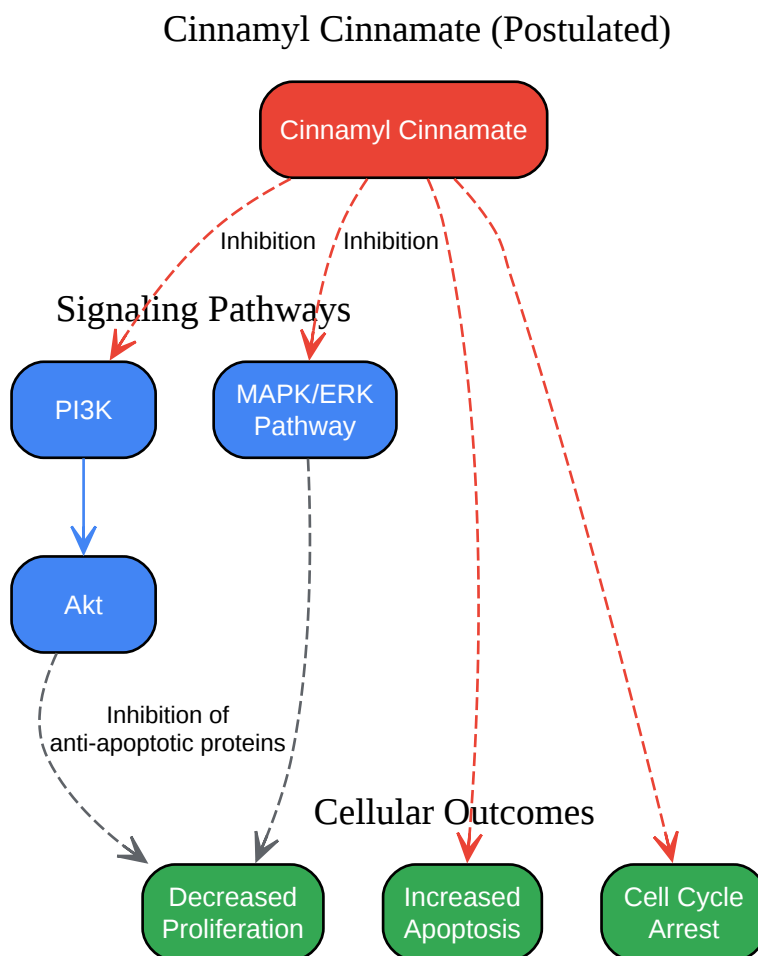 Cinnamyl Cinnamate (Postulated)
Cinnamyl Cinnamate
Inhibition
Inhibition
Signaling Pathways
PI3K
MAPK/ERK
Pathway
Akt
Inhibition of
anti-apoptotic proteins
Cellular Outcomes
Decreased
Proliferation
Increased
Apoptosis
Cell Cycle
Arrest